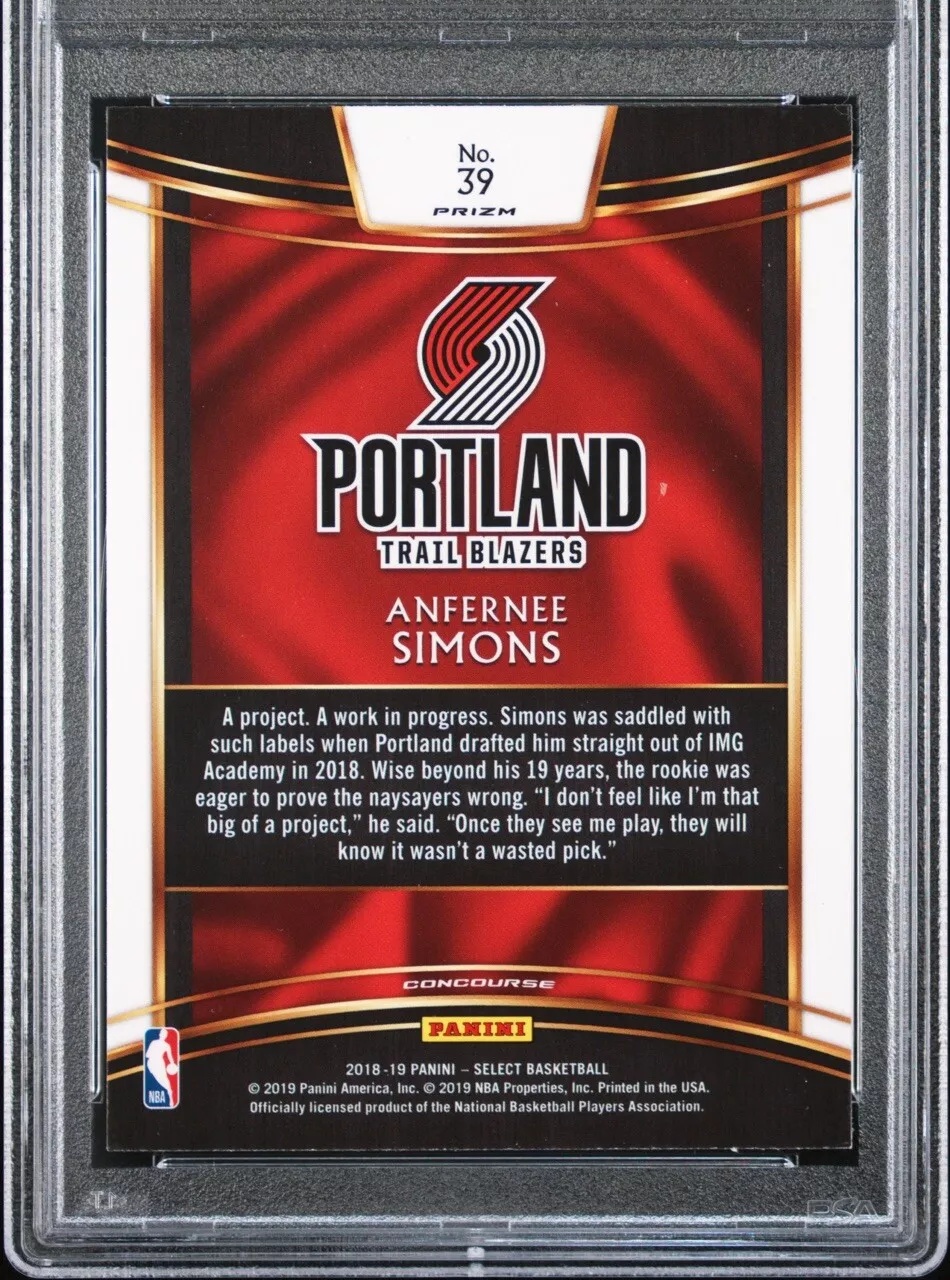 No.
39
PRIZM
PORTLAND
TRAIL BLAZERS
ANFERNEE
SIMONS
A project. A work in progress. Simons was saddled with
such labels when Portland drafted him straight out of IMG
Academy in 2018. Wise beyond his 19 years, the rookie was
eager to prove the naysayers wrong. “I don’t feel like I’m that
big of a project,” he said. “Once they see me play, they will
know it wasn’t a wasted pick.”
CONCOURSE
PANINI
NBA
2018-19 PANINI – SELECT BASKETBALL
© 2019 Panini America, Inc. © 2019 NBA Properties, Inc. Printed in the USA.
Officially licensed product of the National Basketball Players Association.
PSA